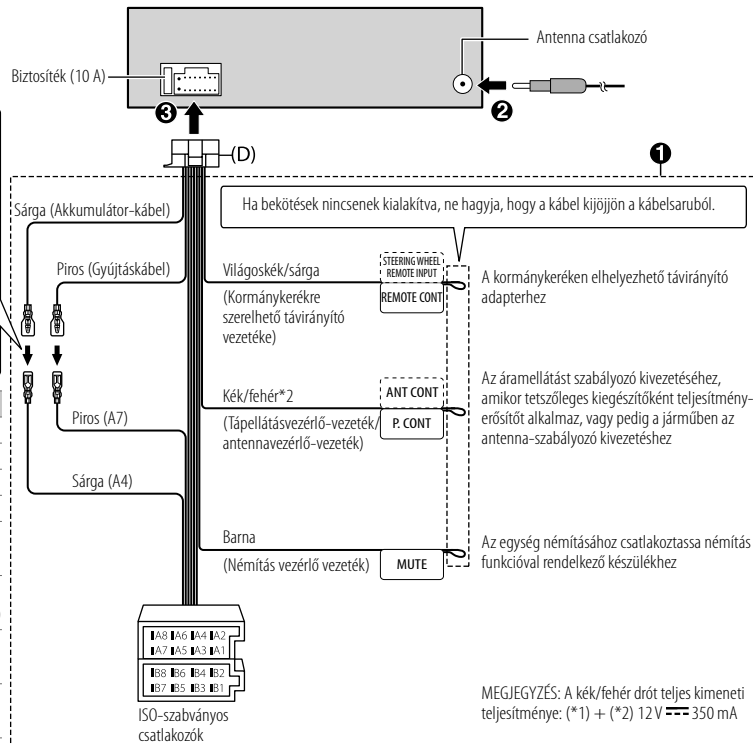 Antenna csatlakozó
Biztosíték (10 A)
❸
❷
(D)
❶
Sárga (Akkumulátor-kábel)
Ha bekötések nincsenek kialakítva, ne hagyja, hogy a kábel kijöjjön a kábelsaruból.
Piros (Gyújtáskábel)
Világoskék/sárga
(Kormánykerékre
szerelhető távirányító
vezetéke)
STEERING WHEEL
REMOTE INPUT
REMOTE CONT
A kormánykeréken elhelyezhető távirányító
adapterhez
Kék/fehér*2
(Tápellátásvezérlő-vezeték/
antennavezérlő-vezeték)
ANT CONT
P. CONT
Az áramellátást szabályozó kivezetéséhez,
amikor tetszőleges kiegészítőként teljesítmény-
erősítőt alkalmaz, vagy pedig a járműben az
antenna-szabályozó kivezetéshez
Piros (A7)
Sárga (A4)
Barna
(Némítás vezérlő vezeték)
MUTE
Az egység némításához csatlakoztassa némítás
funkcióval rendelkező készülékhez
A8 A6 A4 A2
A7 A5 A3 A1
B8 B6 B4 B2
B7 B5 B3 B1
ISO-szabványos
csatlakozók
MEGJEGYZÉS: A kék/fehér drót teljes kimeneti
teljesítménye: (*1) + (*2) 12 V ⎓ 350 mA